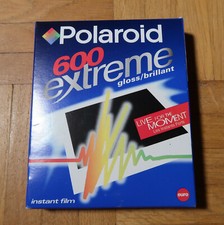 Polaroid
600
extreme
gloss/brillant
LIVE FOR THE
MOMENT
instant film